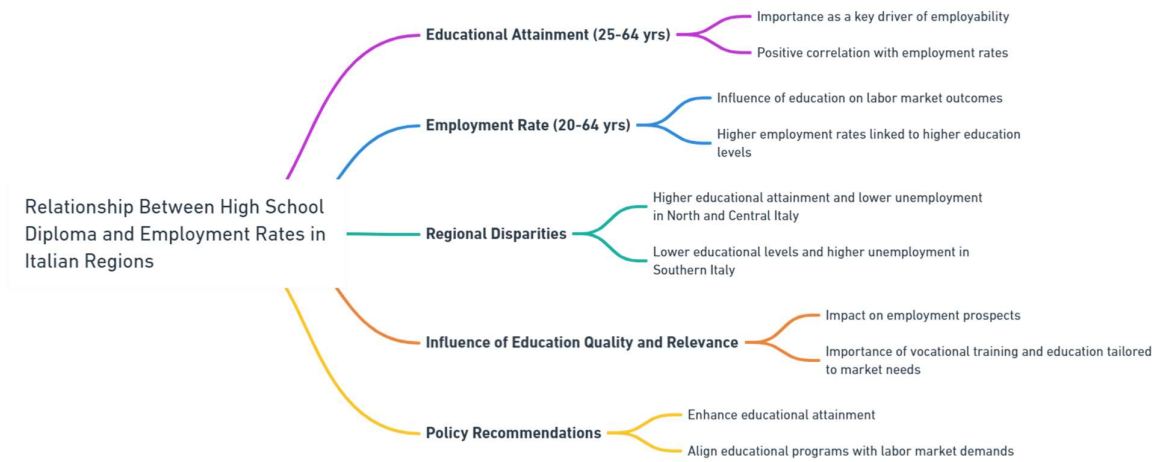 Relationship Between High School
Diploma and Employment Rates in
Italian Regions
Educational Attainment (25-64 yrs)
Importance as a key driver of employability
Positive correlation with employment rates
Employment Rate (20-64 yrs)
Influence of education on labor market outcomes
Higher employment rates linked to higher education
levels
Regional Disparities
Higher educational attainment and lower unemployment
in North and Central Italy
Lower educational levels and higher unemployment in
Southern Italy
Influence of Education Quality and Relevance
Impact on employment prospects
Importance of vocational training and education tailored
to market needs
Policy Recommendations
Enhance educational attainment
Align educational programs with labor market demands